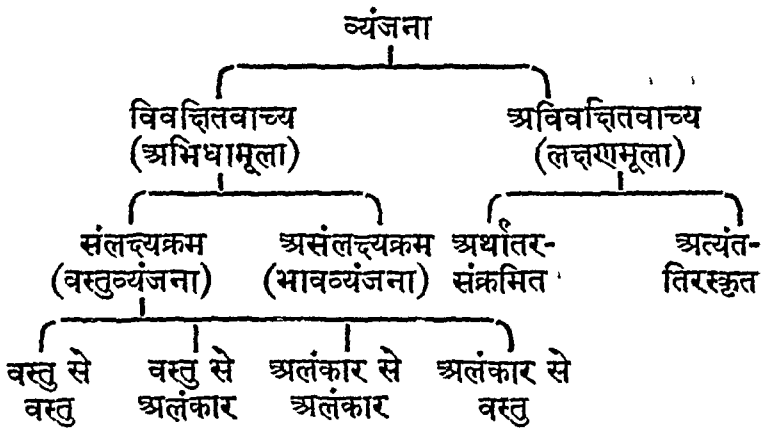 व्यंजना
विवक्षितवाच्य अविवक्षितवाच्य
(अभिधामूला) (लक्षणमूला)
संलक्ष्यक्रम असंलक्ष्यक्रम अर्थांतर- अत्यंत-
(वस्तुव्यंजना) (भावव्यंजना) संक्रमित तिरस्कृत
वस्तु से वस्तु से अलंकार से अलंकार से
वस्तु अलंकार अलंकार वस्तु